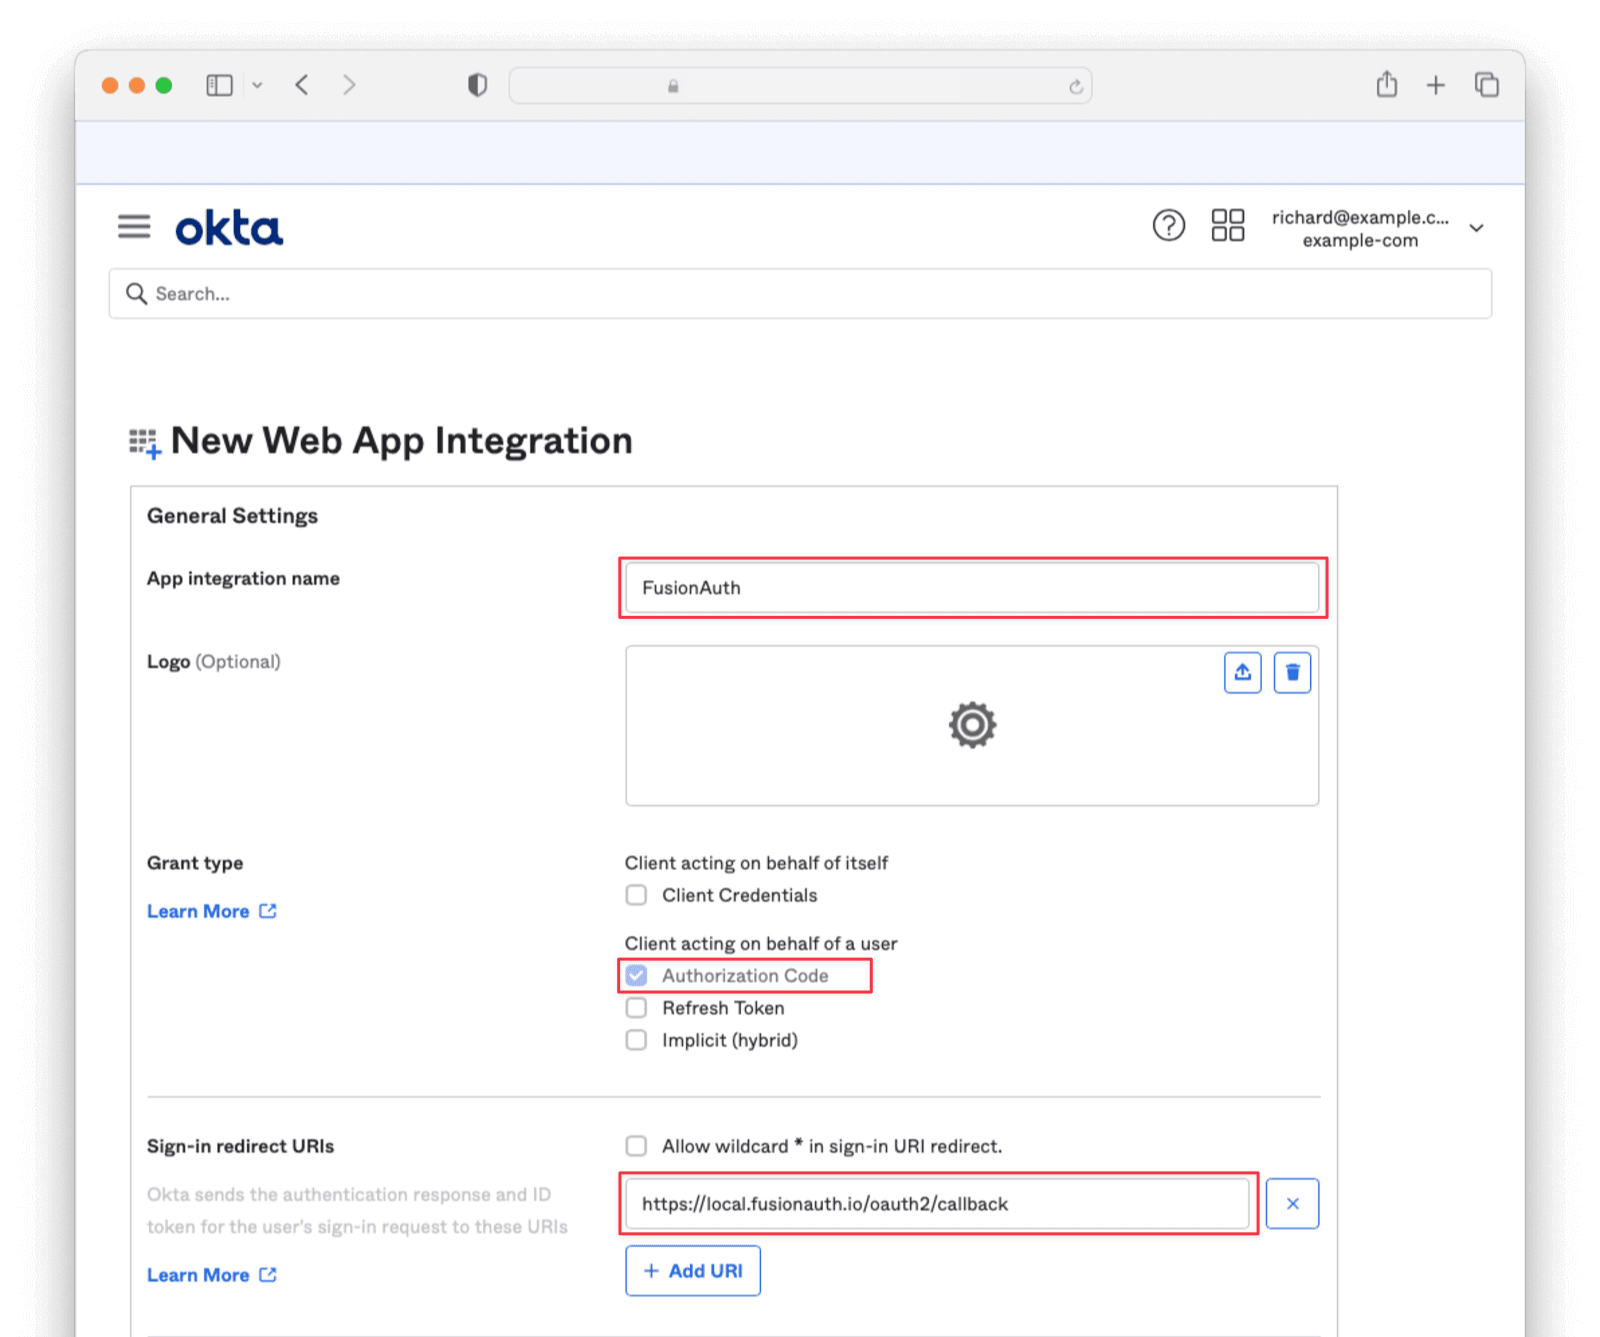 okta
richard@example.c...
example-com
Search...
New Web App Integration
General Settings
App integration name
FusionAuth
Logo (Optional)
Grant type
Learn More
Client acting on behalf of itself
Client Credentials
Client acting on behalf of a user
Authorization Code
Refresh Token
Implicit (hybrid)
Sign-in redirect URIs
Okta sends the authentication response and ID
token for the user's sign-in request to these URIs
Learn More
Allow wildcard * in sign-in URI redirect.
https://local.fusionauth.io/oauth2/callback
+ Add URI